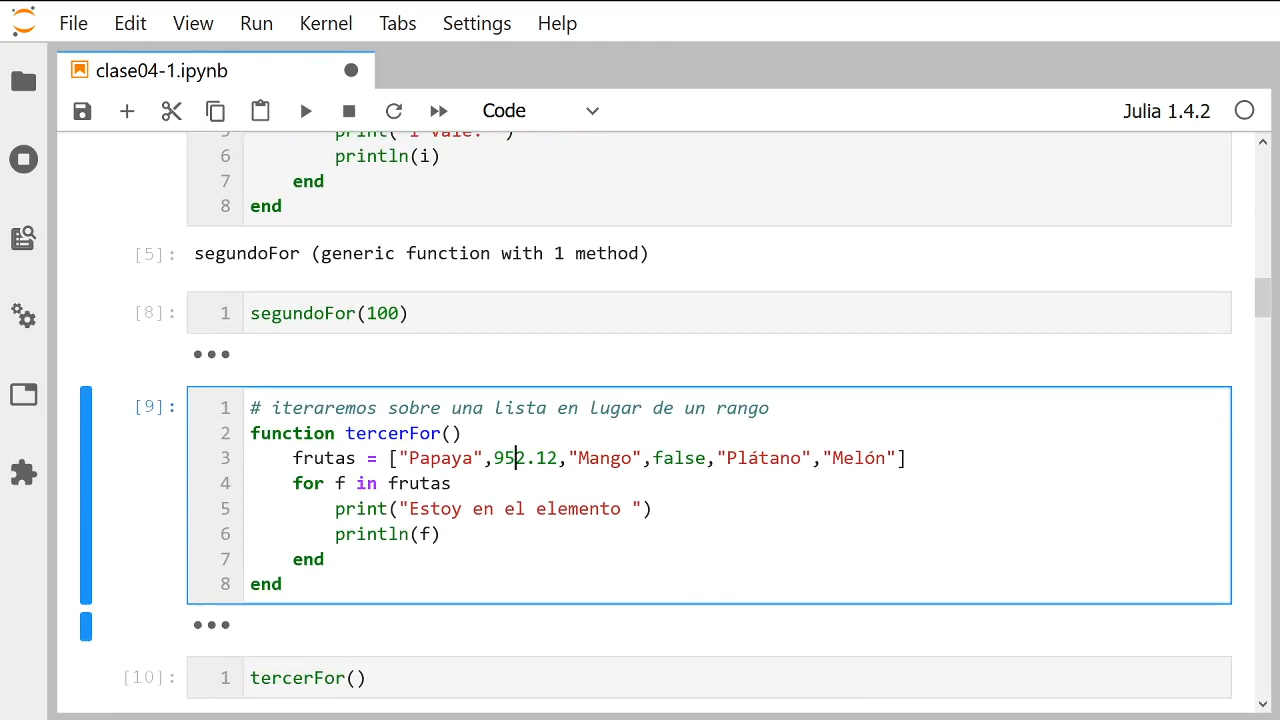 File Edit View Run Kernel Tabs Settings Help
clase04-1.ipynb
Code Julia 1.4.2
5 print("i vale: ")
6 println(i)
7 end
8 end
[5]: segundoFor (generic function with 1 method)
[8]: 1 segundoFor(100)
•••
[9]: 1 # iteraremos sobre una lista en lugar de un rango
2 function tercerFor()
3 frutas = ["Papaya",952.12,"Mango",false,"Plátano","Melón"]
4 for f in frutas
5 print("Estoy en el elemento ")
6 println(f)
7 end
8 end
•••
[10]: 1 tercerFor()